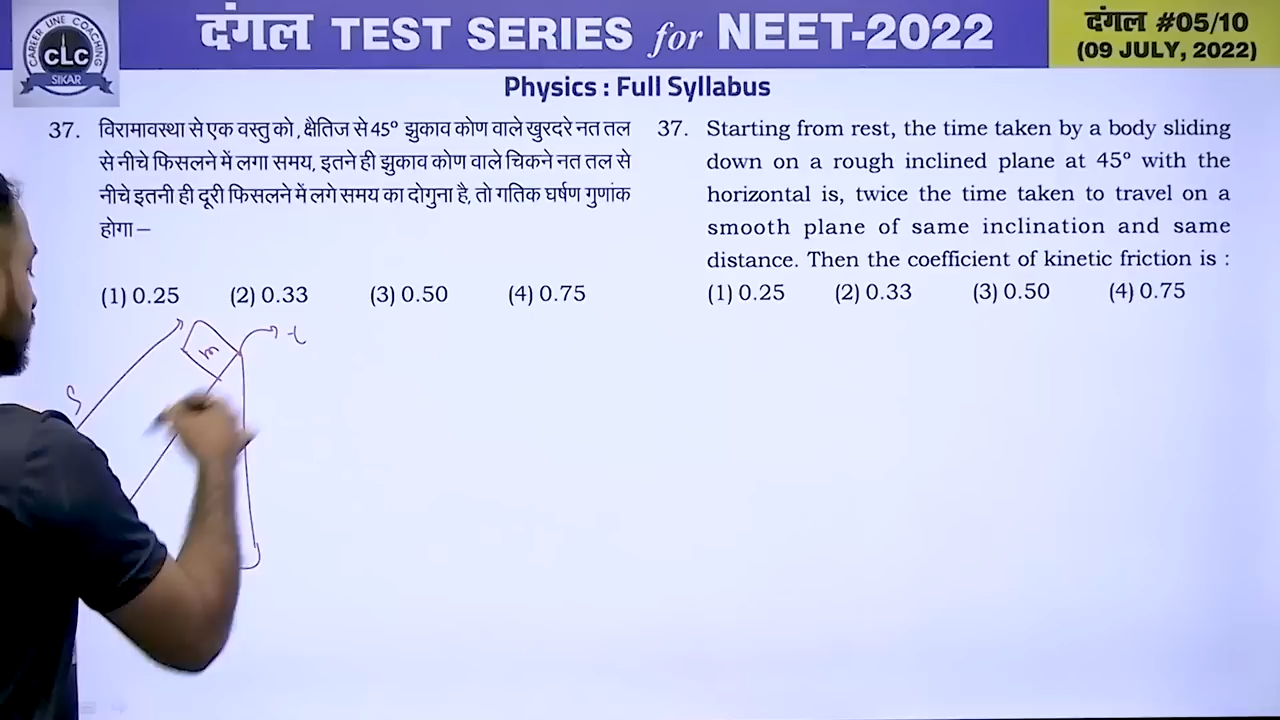 CAREER LINE COACHING
CLC
SIKAR
दंगल TEST SERIES for NEET-2022
दंगल #05/10
(09 JULY, 2022)
Physics : Full Syllabus
37. विरामावस्था से एक वस्तु को, क्षैतिज से 45° झुकाव कोण वाले खुरदरे नत तल
से नीचे फिसलने में लगा समय, इतने ही झुकाव कोण वाले चिकने नत तल से
नीचे इतनी ही दूरी फिसलने में लगे समय का दोगुना है, तो गतिक घर्षण गुणांक
होगा –
(1) 0.25 (2) 0.33 (3) 0.50 (4) 0.75
37. Starting from rest, the time taken by a body sliding
down on a rough inclined plane at 45° with the
horizontal is, twice the time taken to travel on a
smooth plane of same inclination and same
distance. Then the coefficient of kinetic friction is :
(1) 0.25 (2) 0.33 (3) 0.50 (4) 0.75
t
S